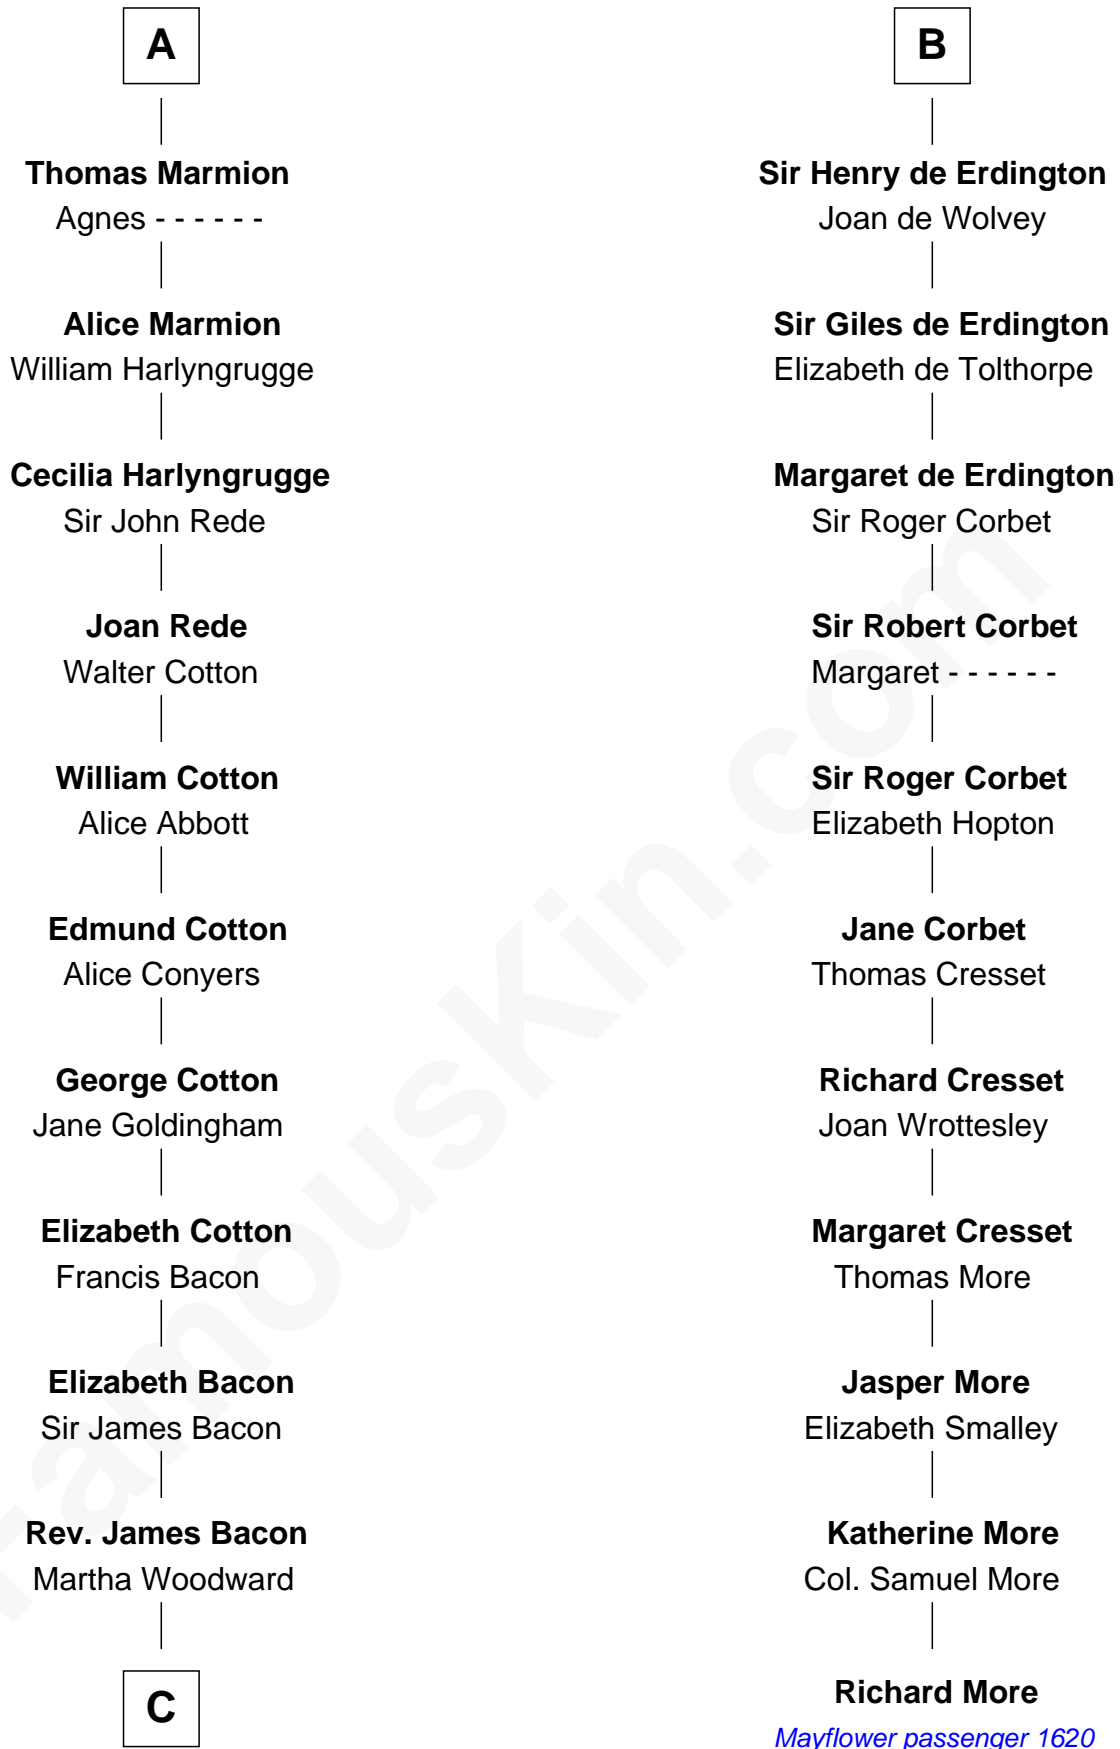 A
Thomas Marmion
Agnes - - - - - -
Alice Marmion
William Harlyngrugge
Cecilia Harlyngrugge
Sir John Rede
Joan Rede
Walter Cotton
William Cotton
Alice Abbott
Edmund Cotton
Alice Conyers
George Cotton
Jane Goldingham
Elizabeth Cotton
Francis Bacon
Elizabeth Bacon
Sir James Bacon
Rev. James Bacon
Martha Woodward
C
B
Sir Henry de Erdington
Joan de Wolvey
Sir Giles de Erdington
Elizabeth de Tolthorpe
Margaret de Erdington
Sir Roger Corbet
Sir Robert Corbet
Margaret - - - - - -
Sir Roger Corbet
Elizabeth Hopton
Jane Corbet
Thomas Cresset
Richard Cresset
Joan Wrottesley
Margaret Cresset
Thomas More
Jasper More
Elizabeth Smalley
Katherine More
Col. Samuel More
Richard More
Mayflower passenger 1620
FamousKin.com